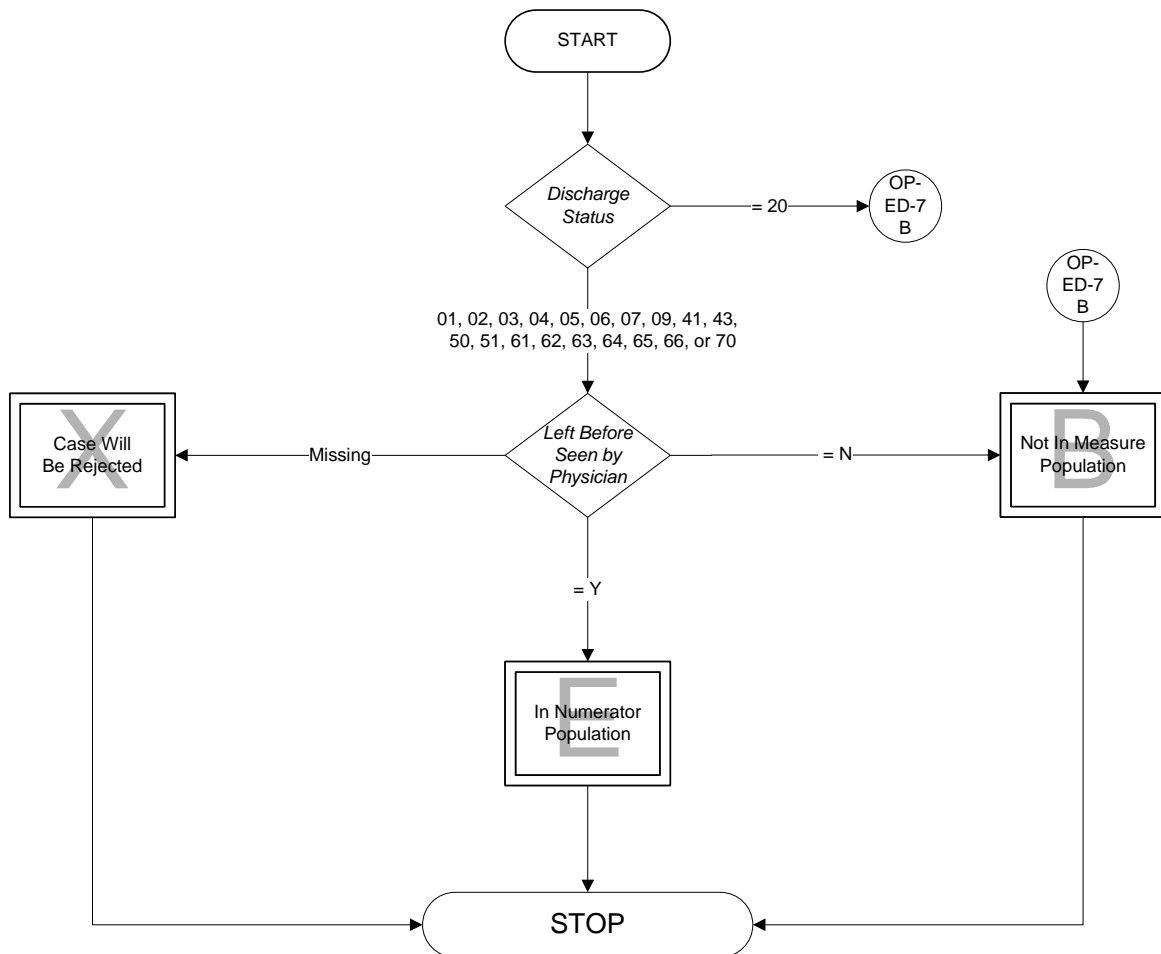 START
Discharge
Status
= 20
OP-
ED-7
B
OP-
ED-7
B
01, 02, 03, 04, 05, 06, 07, 09, 41, 43,
50, 51, 61, 62, 63, 64, 65, 66, or 70
X
Case Will
Be Rejected
Missing
Left Before
Seen by
Physician
= N
B
Not In Measure
Population
= Y
E
In Numerator
Population
STOP